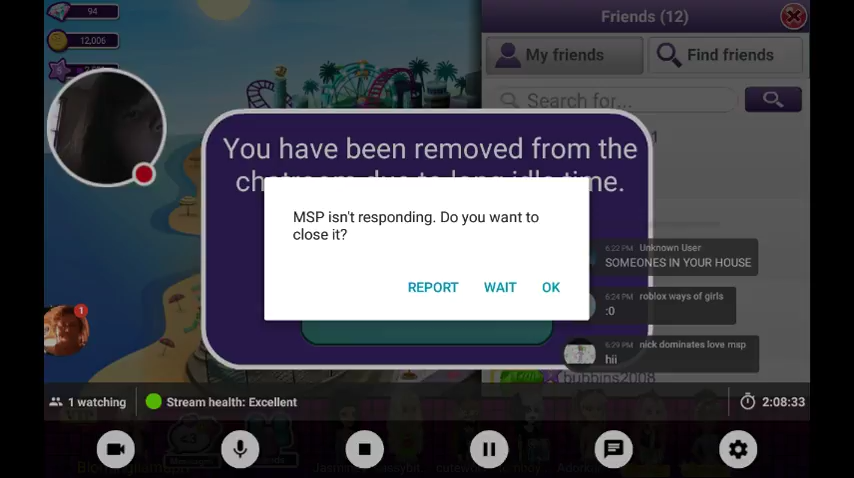 94
12,006
Friends (12)
My friends
Find friends
Search for...
You have been removed from the
chatroom due to long idle time.
MSP isn't responding. Do you want to
close it?
REPORT WAIT OK
6:22 PM Unknown User
SOMEONES IN YOUR HOUSE
6:24 PM roblox ways of girls
:0
6:29 PM nick dominates love msp
hii
bubbins2008
1
1 watching
Stream health: Excellent
2:08:33